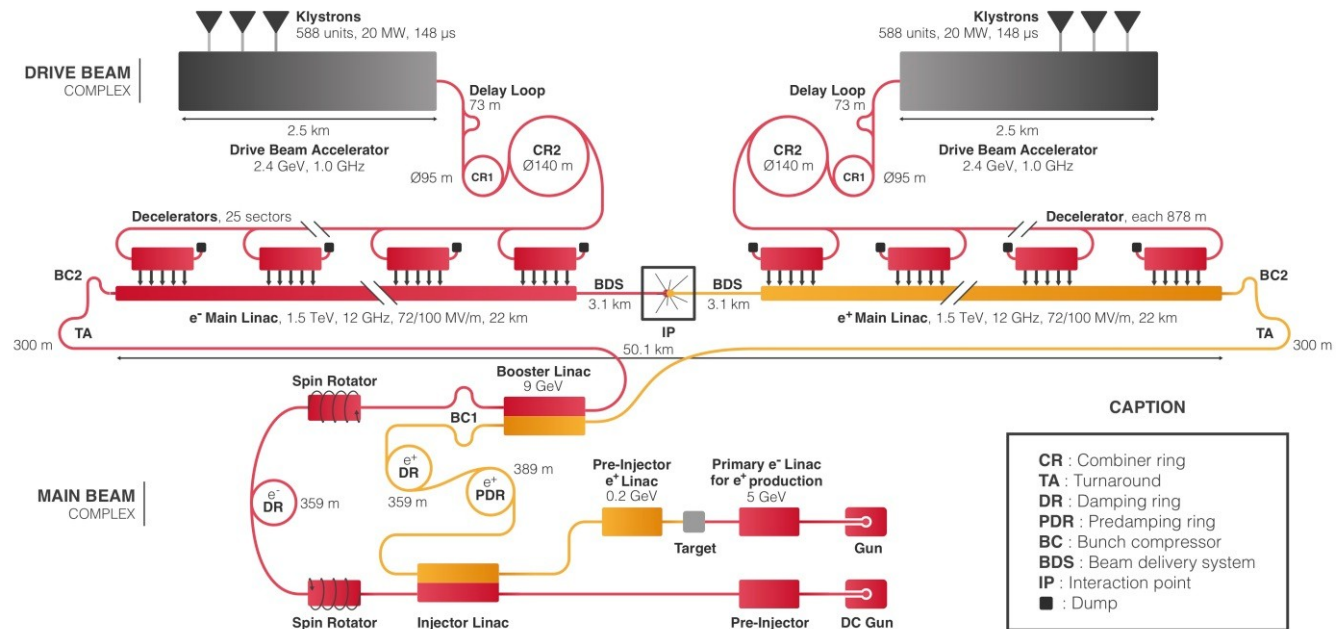 Klystrons
588 units, 20 MW, 148 µs
Klystrons
588 units, 20 MW, 148 µs
DRIVE BEAM
COMPLEX
Delay Loop
73 m
Delay Loop
73 m
2.5 km
2.5 km
Drive Beam Accelerator
2.4 GeV, 1.0 GHz
CR2
Ø140 m
CR2
Ø140 m
Drive Beam Accelerator
2.4 GeV, 1.0 GHz
Ø95 m
CR1
CR1
Ø95 m
Decelerators, 25 sectors
Decelerator, each 878 m
BC2
BDS
3.1 km
BDS
3.1 km
BC2
e⁻ Main Linac, 1.5 TeV, 12 GHz, 72/100 MV/m, 22 km
IP
e⁺ Main Linac, 1.5 TeV, 12 GHz, 72/100 MV/m, 22 km
TA
TA
300 m
50.1 km
300 m
Spin Rotator
Booster Linac
9 GeV
BC1
e⁺
DR
359 m
e⁺
PDR
389 m
Pre-Injector
e⁺ Linac
0.2 GeV
Primary e⁻ Linac
for e⁺ production
5 GeV
MAIN BEAM
COMPLEX
e⁻
DR
359 m
Target
Gun
Spin Rotator
Injector Linac
Pre-Injector
DC Gun
CAPTION
CR : Combiner ring
TA : Turnaround
DR : Damping ring
PDR : Predamping ring
BC : Bunch compressor
BDS : Beam delivery system
IP : Interaction point
: Dump